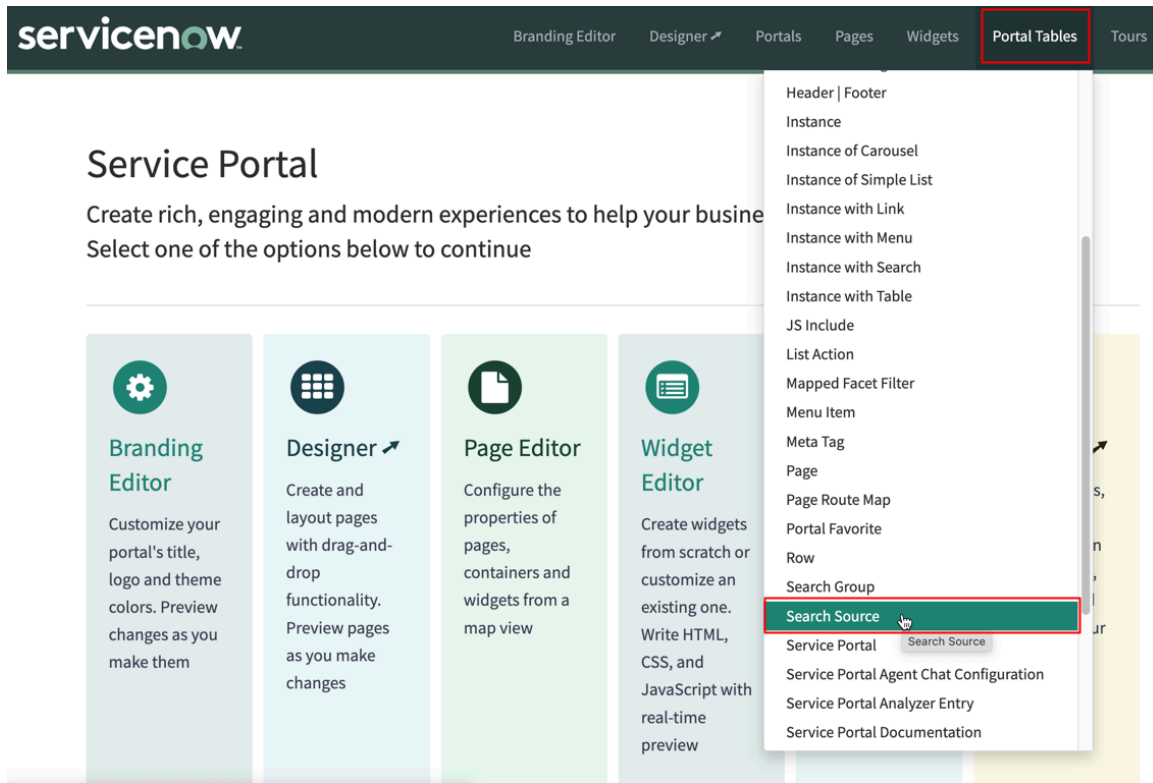 servicenow
Branding Editor
Designer
Portals
Pages
Widgets
Portal Tables
Tours
Service Portal
Create rich, engaging and modern experiences to help your busine
Select one of the options below to continue
Header | Footer
Instance
Instance of Carousel
Instance of Simple List
Instance with Link
Instance with Menu
Instance with Search
Instance with Table
JS Include
List Action
Mapped Facet Filter
Menu Item
Meta Tag
Page
Page Route Map
Portal Favorite
Row
Search Group
Search Source
Search Source
Service Portal
Service Portal Agent Chat Configuration
Service Portal Analyzer Entry
Service Portal Documentation
Branding
Editor
Customize your
portal's title,
logo and theme
colors. Preview
changes as you
make them
Designer
Create and
layout pages
with drag-and-
drop
functionality.
Preview pages
as you make
changes
Page Editor
Configure the
properties of
pages,
containers and
widgets from a
map view
Widget
Editor
Create widgets
from scratch or
customize an
existing one.
Write HTML,
CSS, and
JavaScript with
real-time
preview